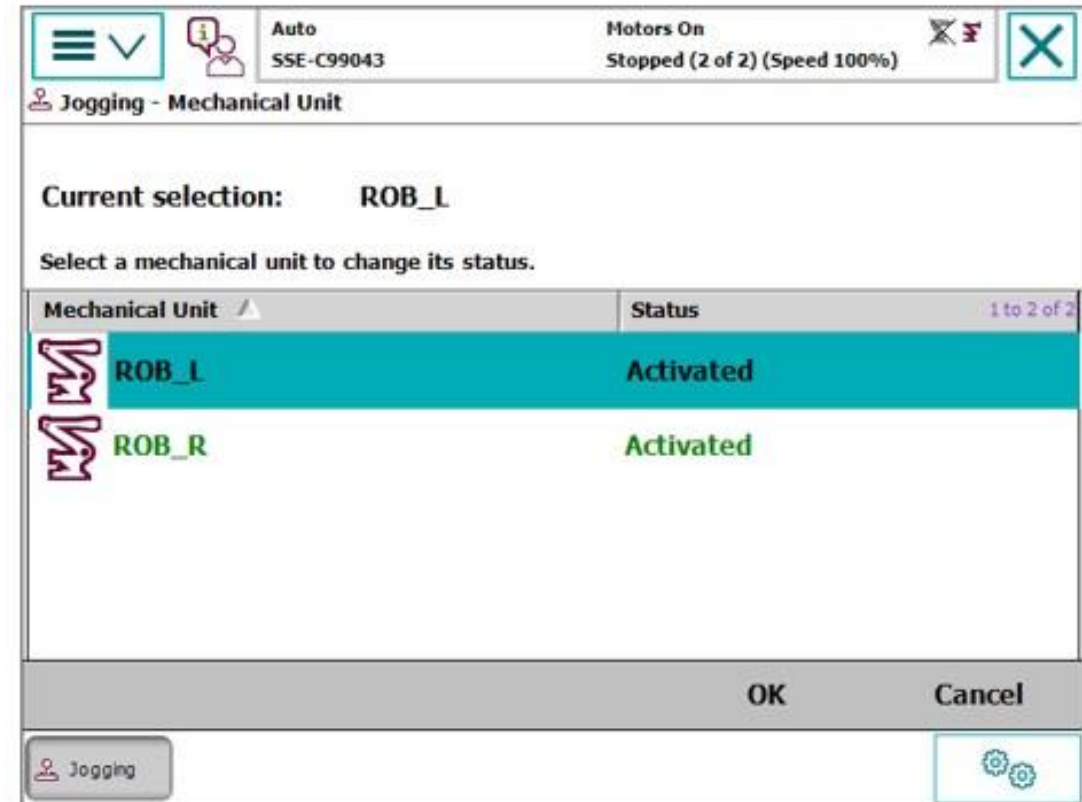 Auto
Motors On
SSE-C99043
Stopped (2 of 2) (Speed 100%)
Jogging - Mechanical Unit
Current selection: ROB_L
Select a mechanical unit to change its status.
Mechanical Unit Status 1 to 2 of 2
ROB_L Activated
ROB_R Activated
OK Cancel
Jogging